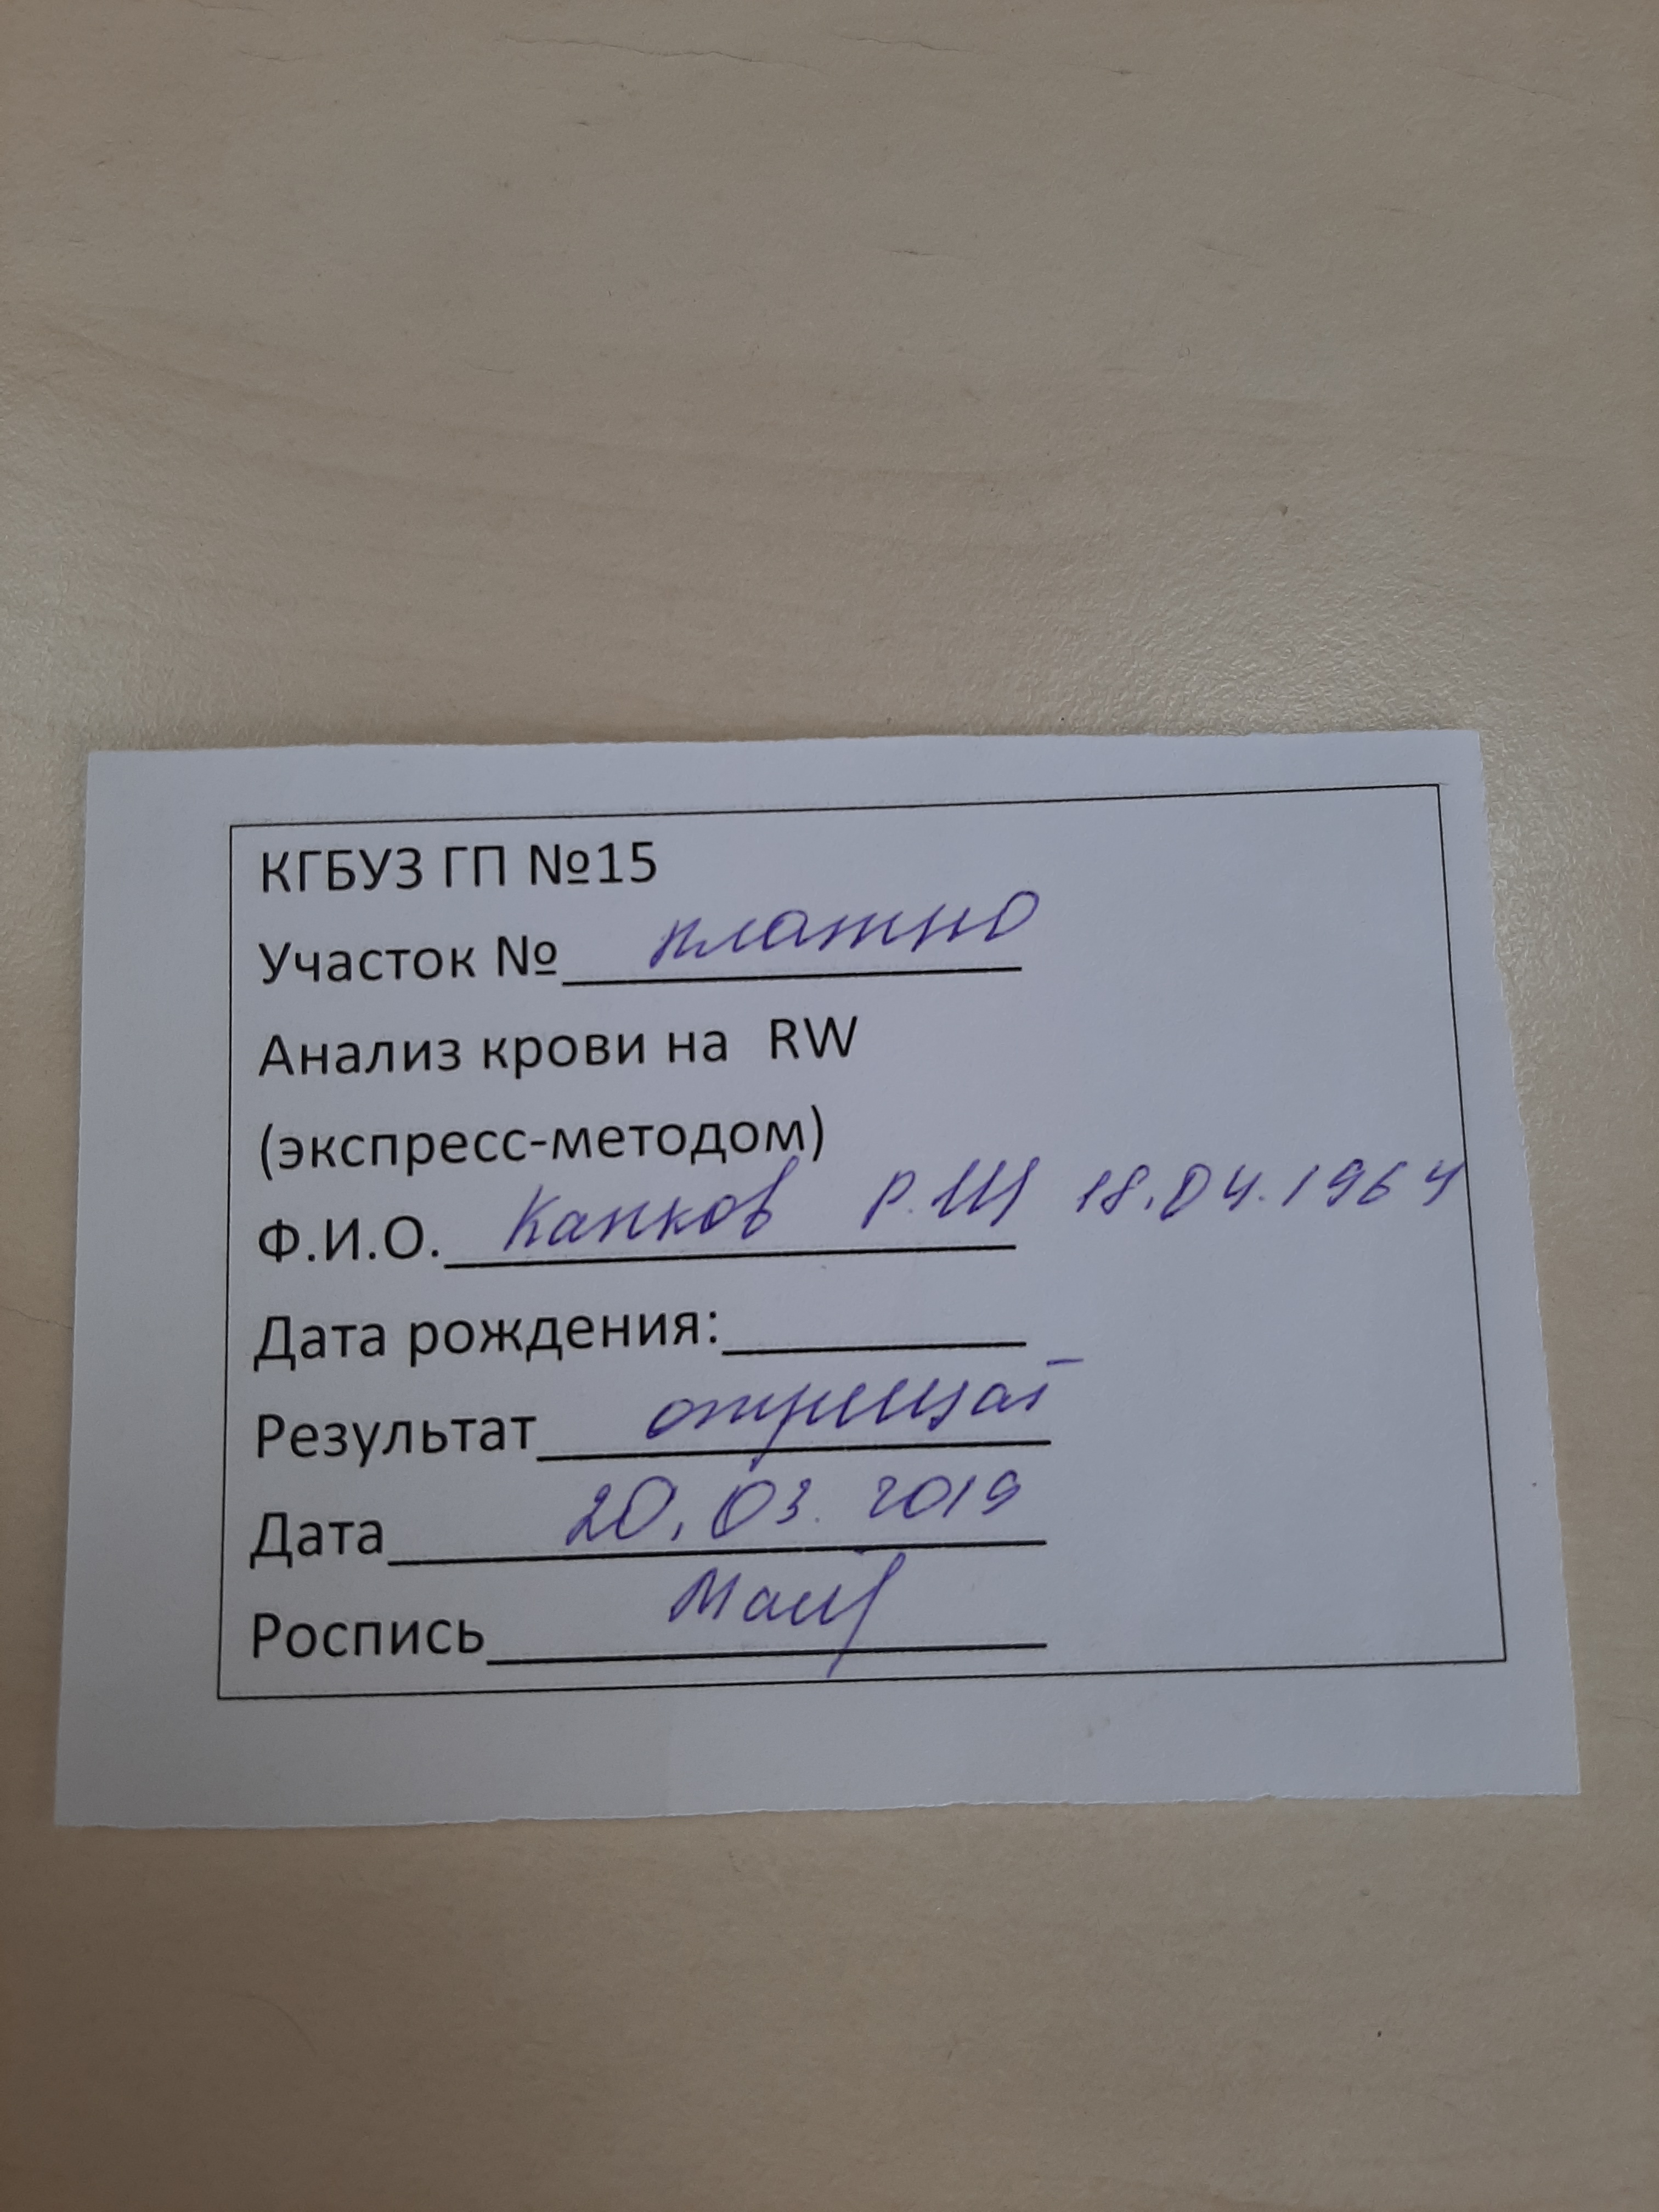 КГБУЗ ГП №15
Участок № платно
Анализ крови на RW
(экспресс-методом)
Ф.И.О. Капков Р.Ш 18.04.1964
Дата рождения:
Результат отрицат
Дата 20.03.2019
Роспись